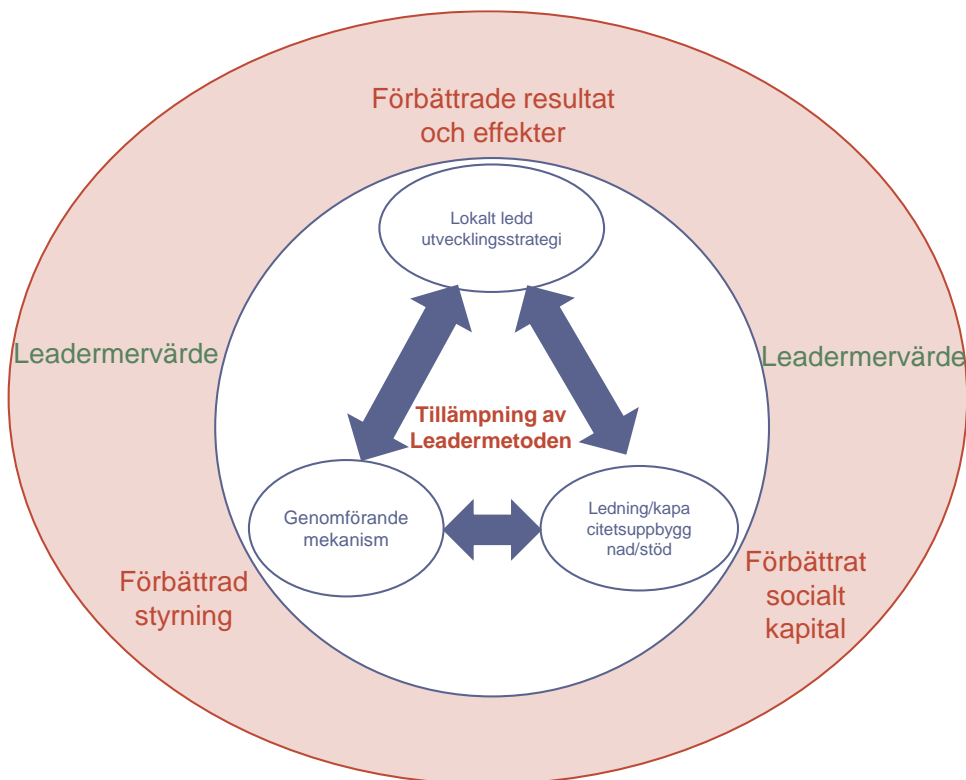 Förbättrade resultat
och effekter
Lokalt ledd
utvecklingsstrategi
Leadermervärde
Leadermervärde
Tillämpning av
Leadermetoden
Genomförande
mekanism
Ledning/kapa
citetsuppbygg
nad/stöd
Förbättrad
styrning
Förbättrat
socialt
kapital